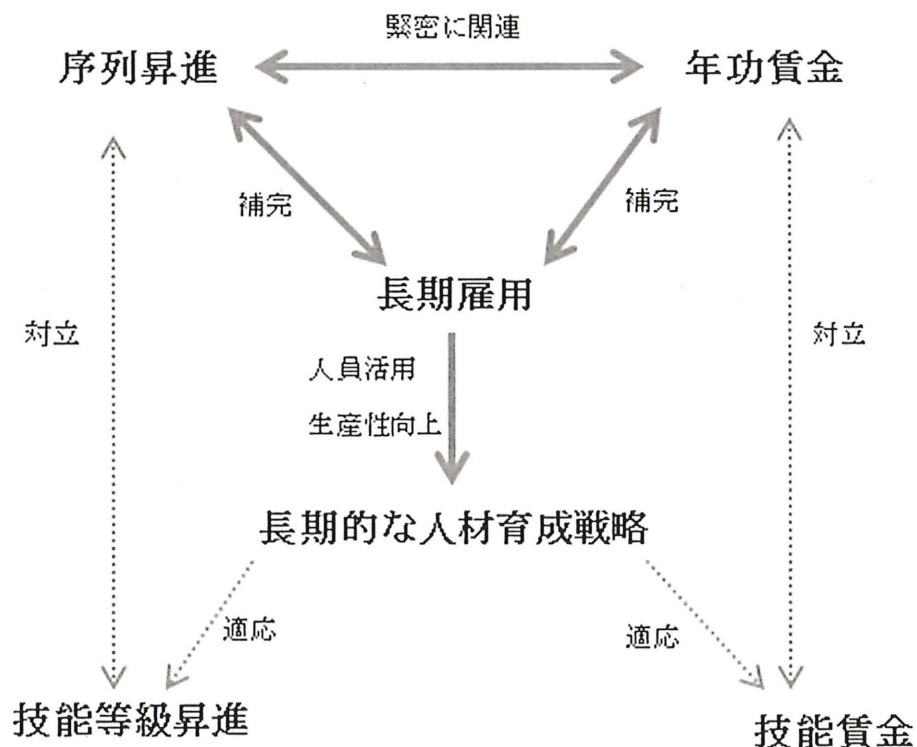 緊密に関連
序列昇進
年功賃金
補完
補完
長期雇用
対立
対立
人員活用
生産性向上
長期的な人材育成戦略
適応
適応
技能等級昇進
技能賃金